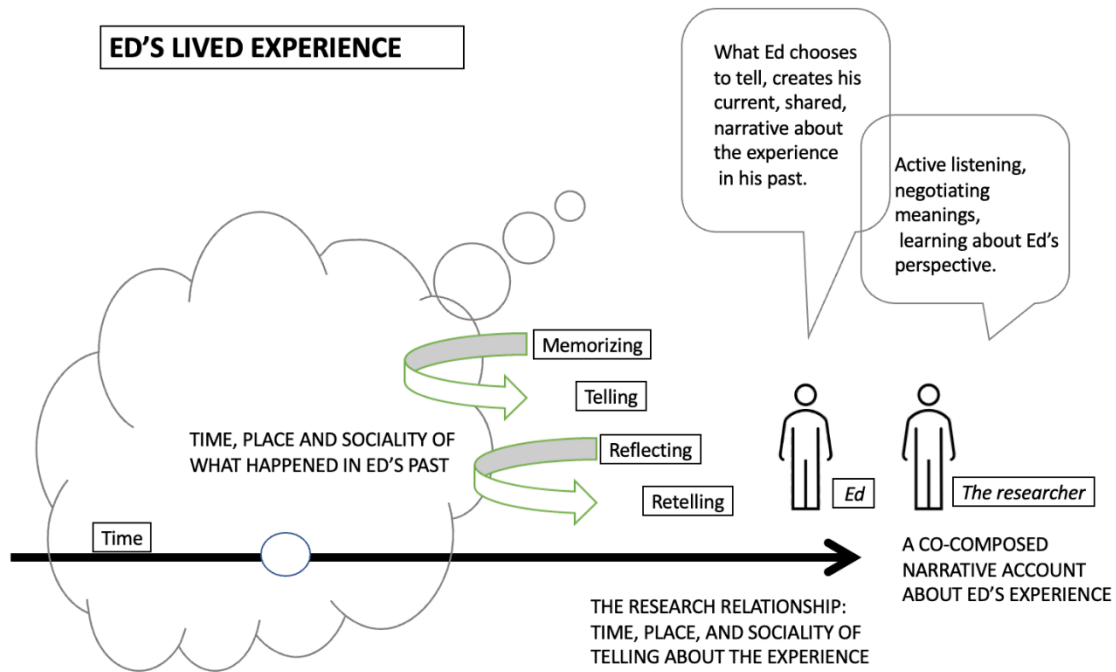 ED'S LIVED EXPERIENCE
What Ed chooses
to tell, creates his
current, shared,
narrative about
the experience
in his past.
Active listening,
negotiating
meanings,
learning about Ed's
perspective.
Memorizing
Telling
TIME, PLACE AND SOCIALITY OF
WHAT HAPPENED IN ED'S PAST
Reflecting
Retelling
Ed
The researcher
Time
A CO-COMPOSED
NARRATIVE ACCOUNT
ABOUT ED'S EXPERIENCE
THE RESEARCH RELATIONSHIP:
TIME, PLACE, AND SOCIALITY OF
TELLING ABOUT THE EXPERIENCE